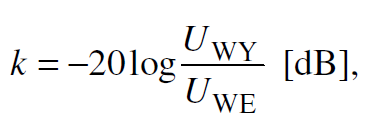 k = −20log U_WY / U_WE [dB],